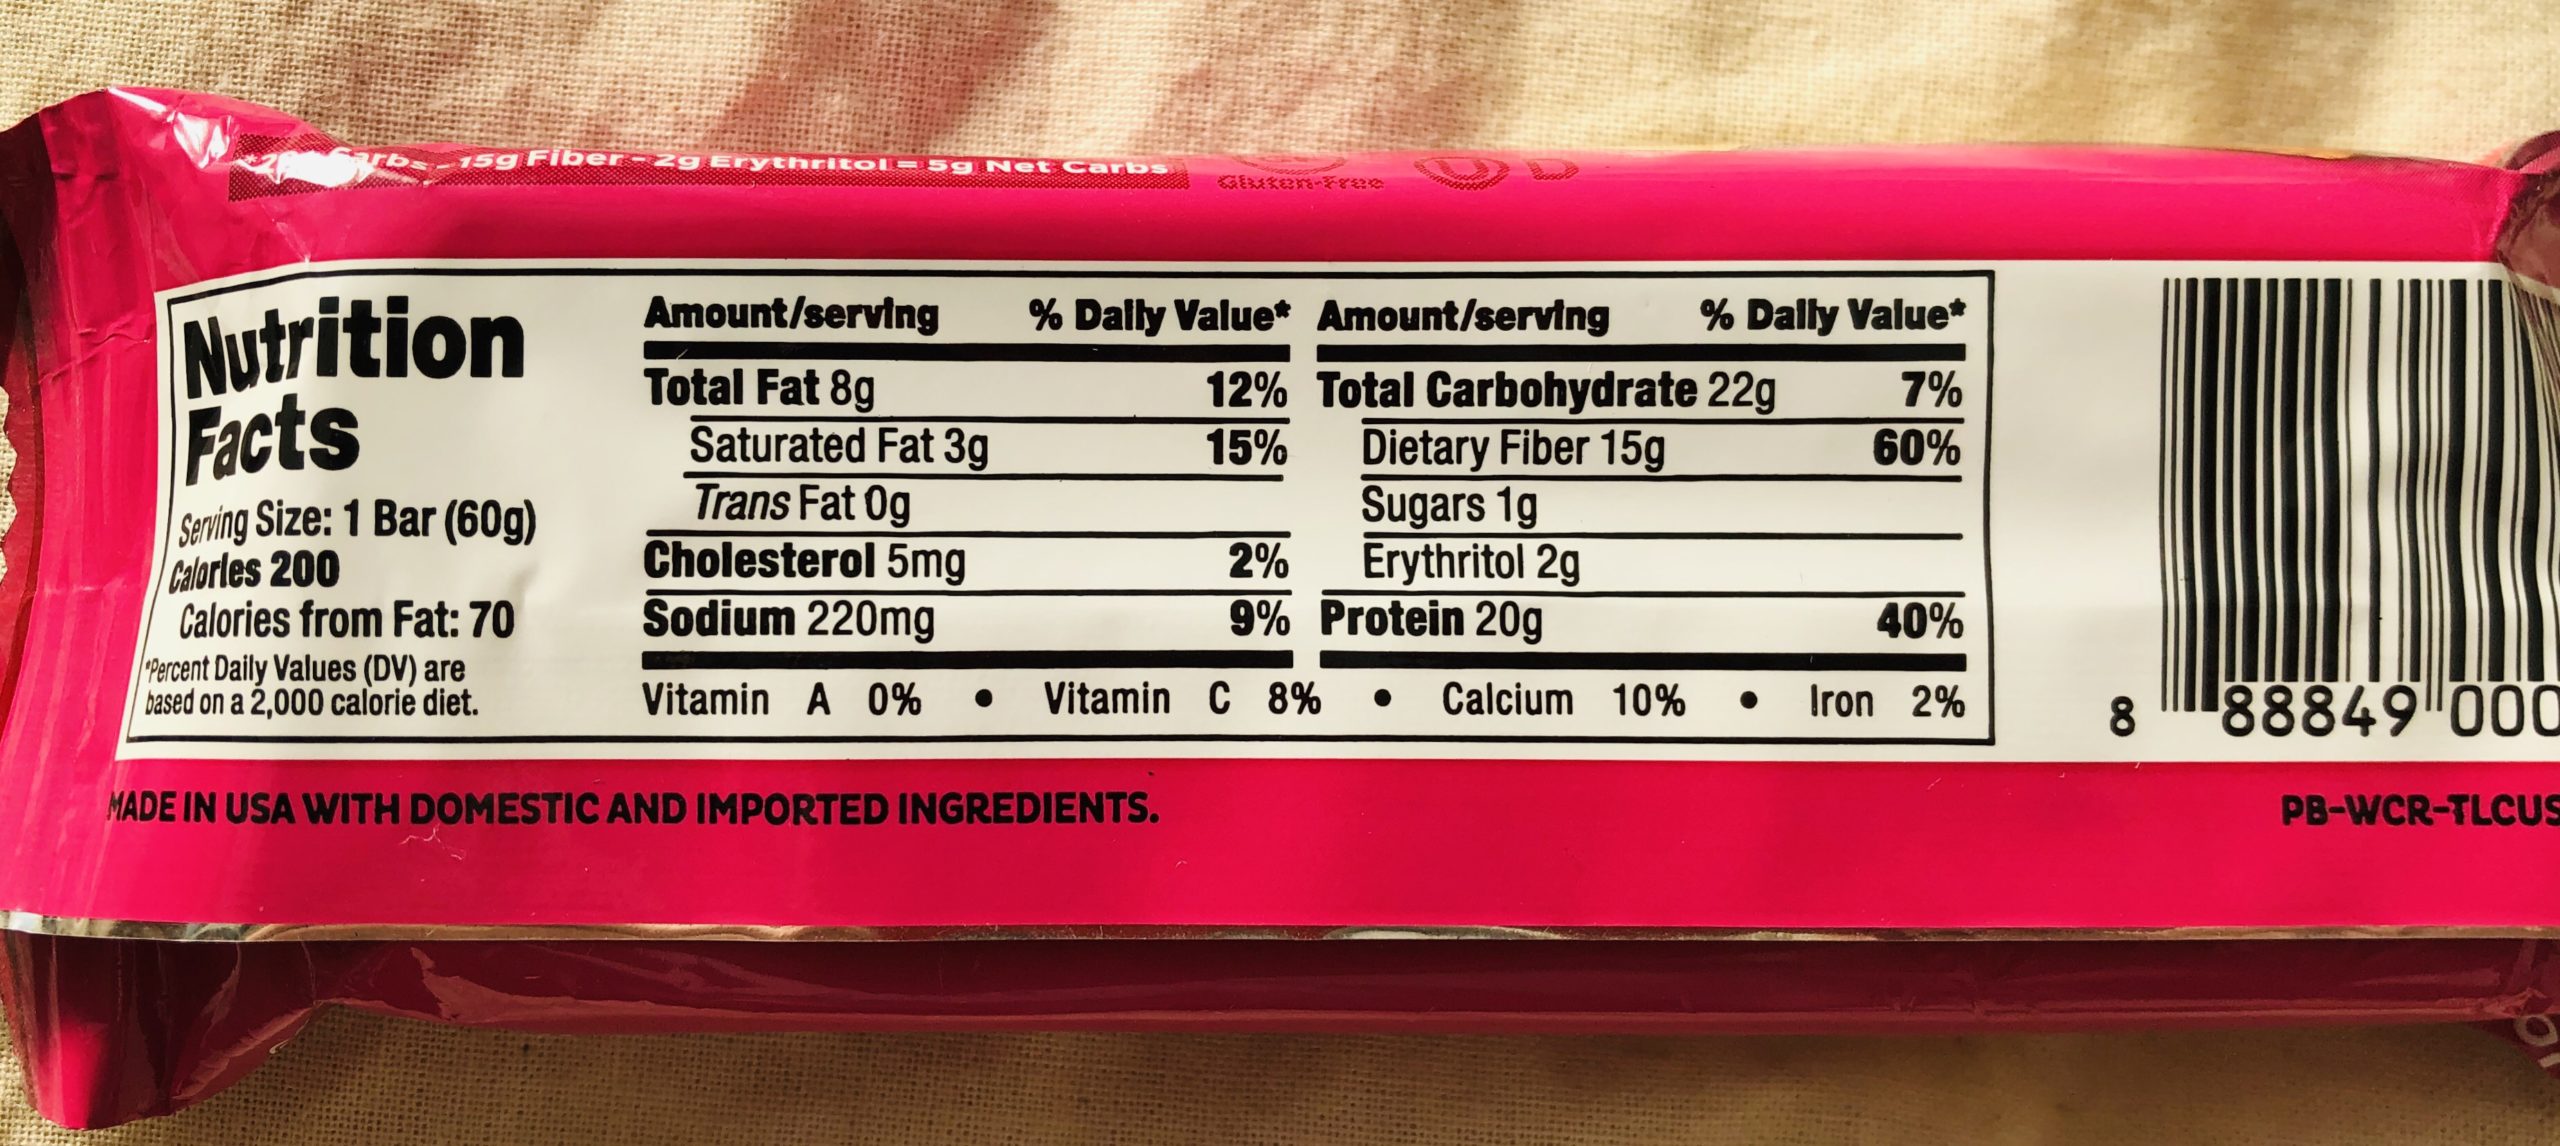 Carbs - 15g Fiber - 2g Erythritol = 5g Net Carbs
Gluten-Free
U D
Nutrition
Facts
Serving Size: 1 Bar (60g)
Calories 200
Calories from Fat: 70
*Percent Daily Values (DV) are
based on a 2,000 calorie diet.
Amount/serving % Daily Value*
Total Fat 8g 12%
Saturated Fat 3g 15%
Trans Fat 0g
Cholesterol 5mg 2%
Sodium 220mg 9%
Amount/serving % Daily Value*
Total Carbohydrate 22g 7%
Dietary Fiber 15g 60%
Sugars 1g
Erythritol 2g
Protein 20g 40%
Vitamin A 0% • Vitamin C 8% • Calcium 10% • Iron 2%
8 88849 000
MADE IN USA WITH DOMESTIC AND IMPORTED INGREDIENTS.
PB-WCR-TLCUS